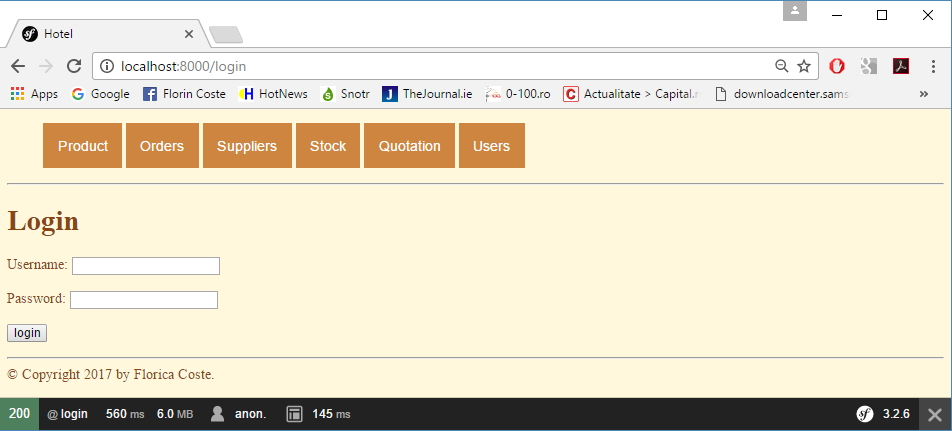 Hotel
localhost:8000/login
Apps Google Florin Coste HotNews Snotr TheJournal.ie 0-100.ro Actualitate > Capital.r downloadcenter.sams »
Product Orders Suppliers Stock Quotation Users
Login
Username:
Password:
login
© Copyright 2017 by Florica Coste.
200 @ login 560 ms 6.0 MB anon. 145 ms sf 3.2.6